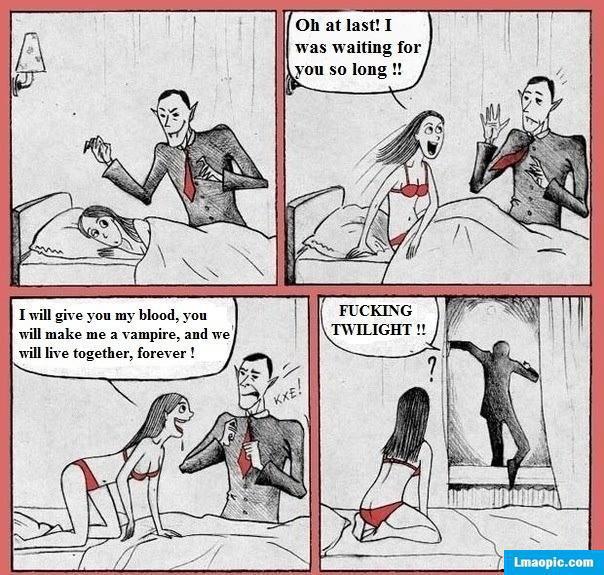 Oh at last! I
was waiting for
you so long !!
I will give you my blood, you
will make me a vampire, and we
will live together, forever !
KXE!
FUCKING
TWILIGHT !!
?
Lmaopic.com